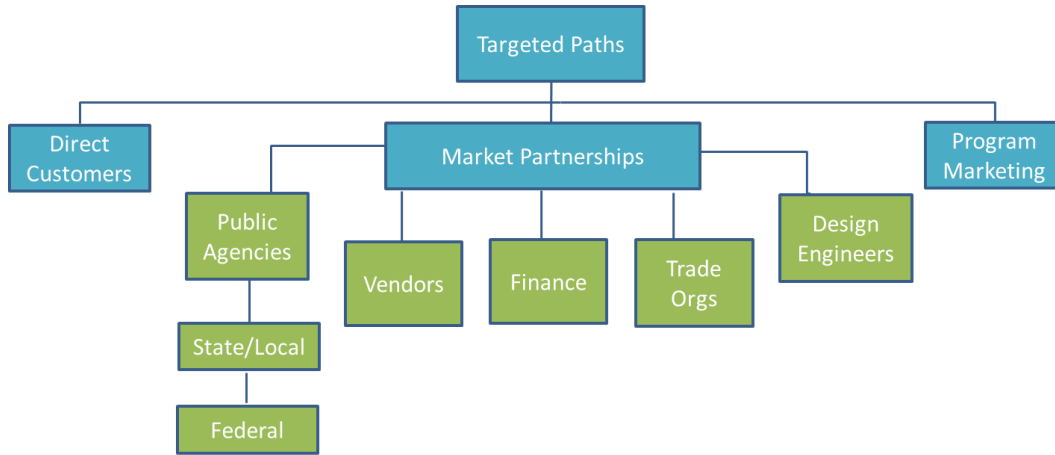 Targeted Paths
Direct
Customers
Market Partnerships
Program
Marketing
Public
Agencies
Vendors
Finance
Trade
Orgs
Design
Engineers
State/Local
Federal